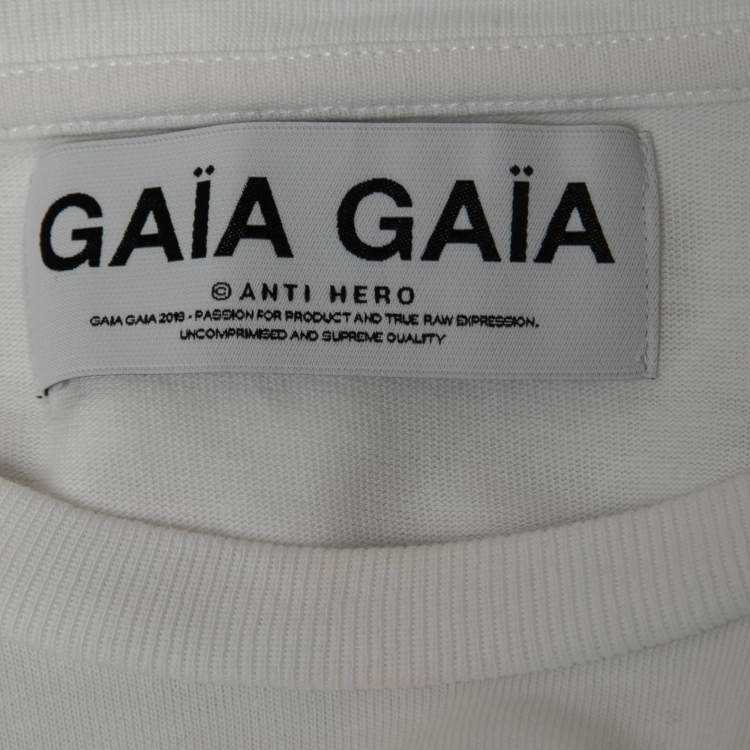 GAÏA GAÏA
© ANTI HERO
GAIA GAIA 2019 - PASSION FOR PRODUCT AND TRUE RAW EXPRESSION.
UNCOMPRIMISED AND SUPREME QUALITY